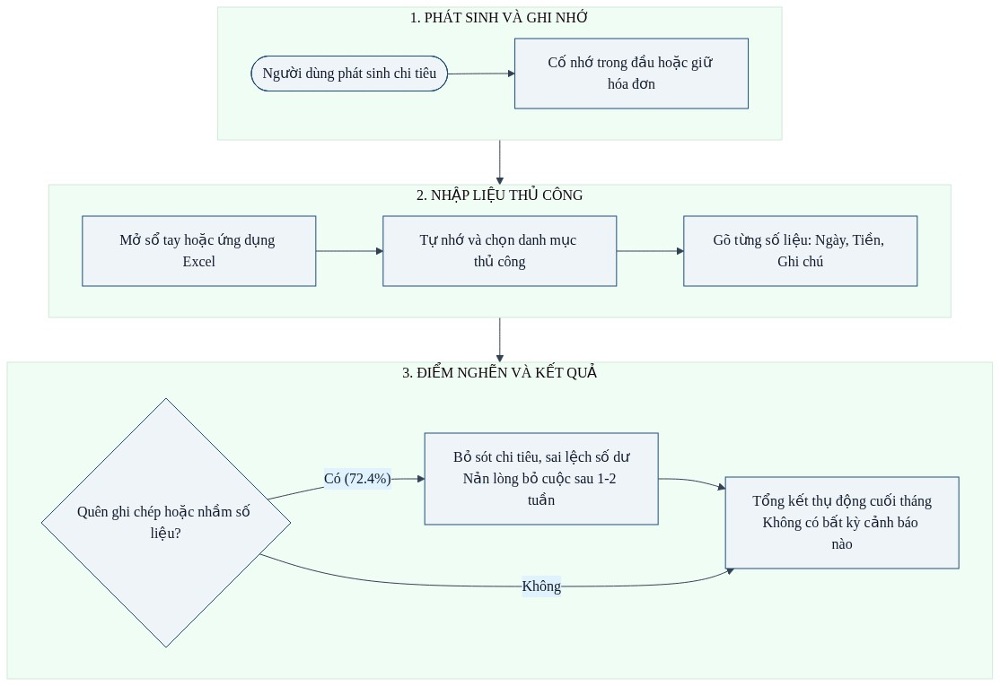 1. PHÁT SINH VÀ GHI NHỚ
Người dùng phát sinh chi tiêu
Cố nhớ trong đầu hoặc giữ
hóa đơn
2. NHẬP LIỆU THỦ CÔNG
Mở sổ tay hoặc ứng dụng
Excel
Tự nhớ và chọn danh mục
thủ công
Gõ từng số liệu: Ngày, Tiền,
Ghi chú
3. ĐIỂM NGHẼN VÀ KẾT QUẢ
Quên ghi chép hoặc nhầm số
liệu?
Có (72.4%)
Bỏ sót chi tiêu, sai lệch số dư
Nản lòng bỏ cuộc sau 1-2
tuần
Không
Tổng kết thụ động cuối tháng
Không có bất kỳ cảnh báo
nào